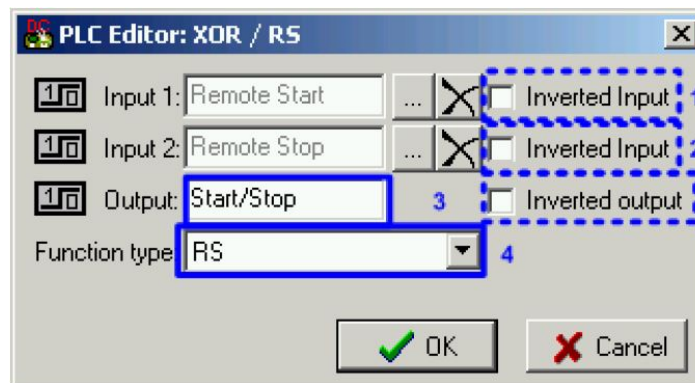 PLC Editor: XOR / RS
Input 1: Remote Start ... Inverted Input 1
Input 2: Remote Stop ... Inverted Input 2
Output: Start/Stop 3 Inverted output
Function type RS 4
OK Cancel